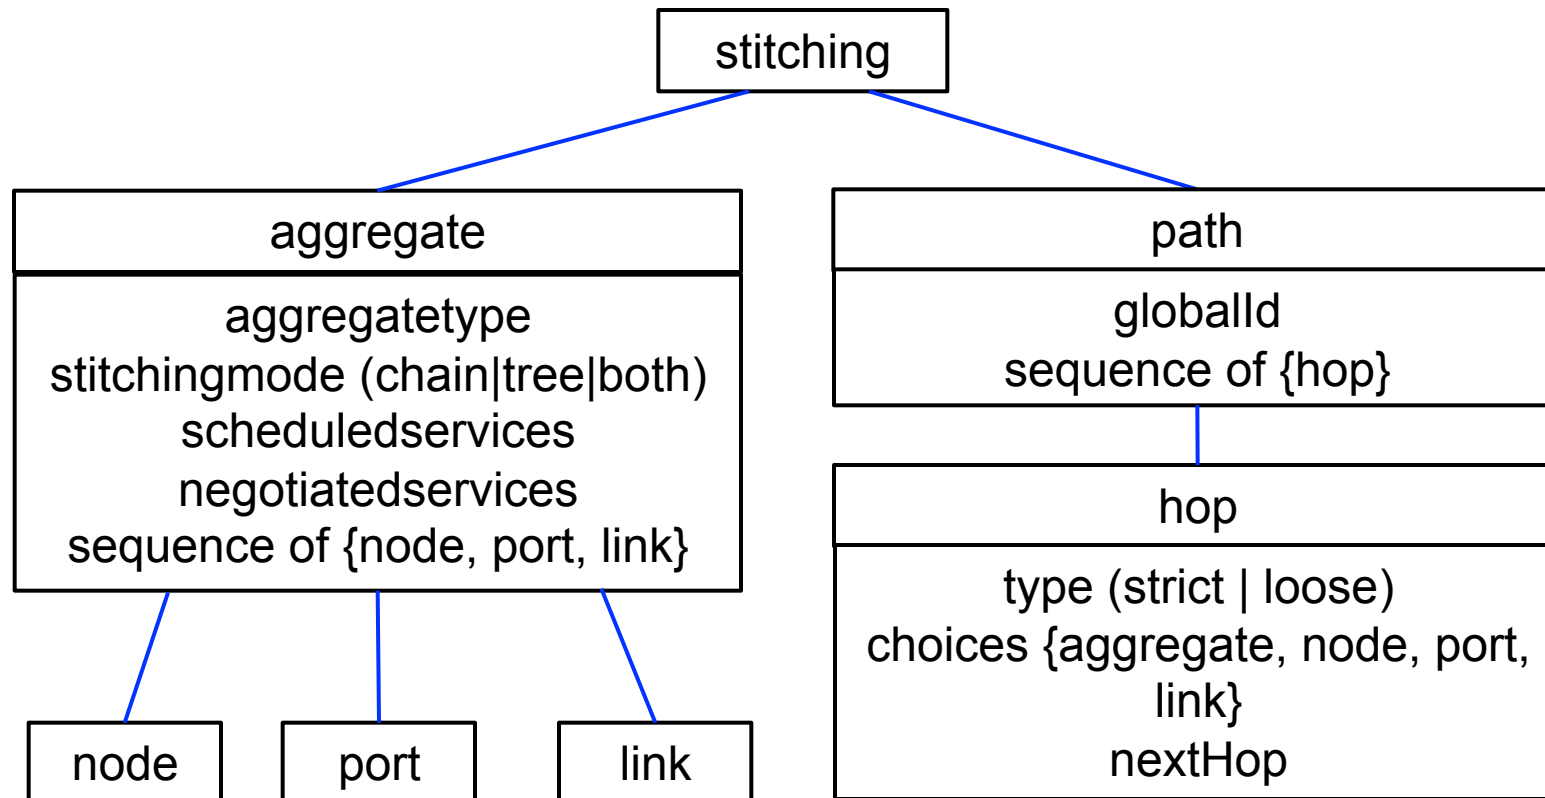 stitching
aggregate
aggregatetype
stitchingmode (chain|tree|both)
scheduledservices
negotiatedservices
sequence of {node, port, link}
node
port
link
path
globalId
sequence of {hop}
hop
type (strict | loose)
choices {aggregate, node, port,
link}
nextHop